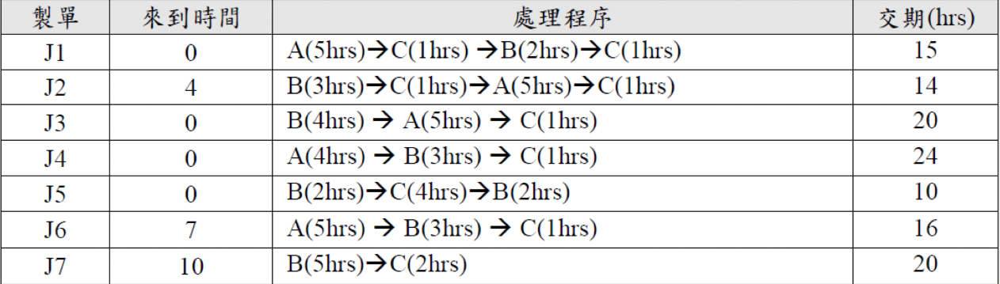 製單 來到時間 處理程序 交期(hrs)
J1 0 A(5hrs)→C(1hrs) →B(2hrs)→C(1hrs) 15
J2 4 B(3hrs)→C(1hrs)→A(5hrs)→C(1hrs) 14
J3 0 B(4hrs) → A(5hrs) → C(1hrs) 20
J4 0 A(4hrs) → B(3hrs) → C(1hrs) 24
J5 0 B(2hrs)→C(4hrs)→B(2hrs) 10
J6 7 A(5hrs) → B(3hrs) → C(1hrs) 16
J7 10 B(5hrs)→C(2hrs) 20